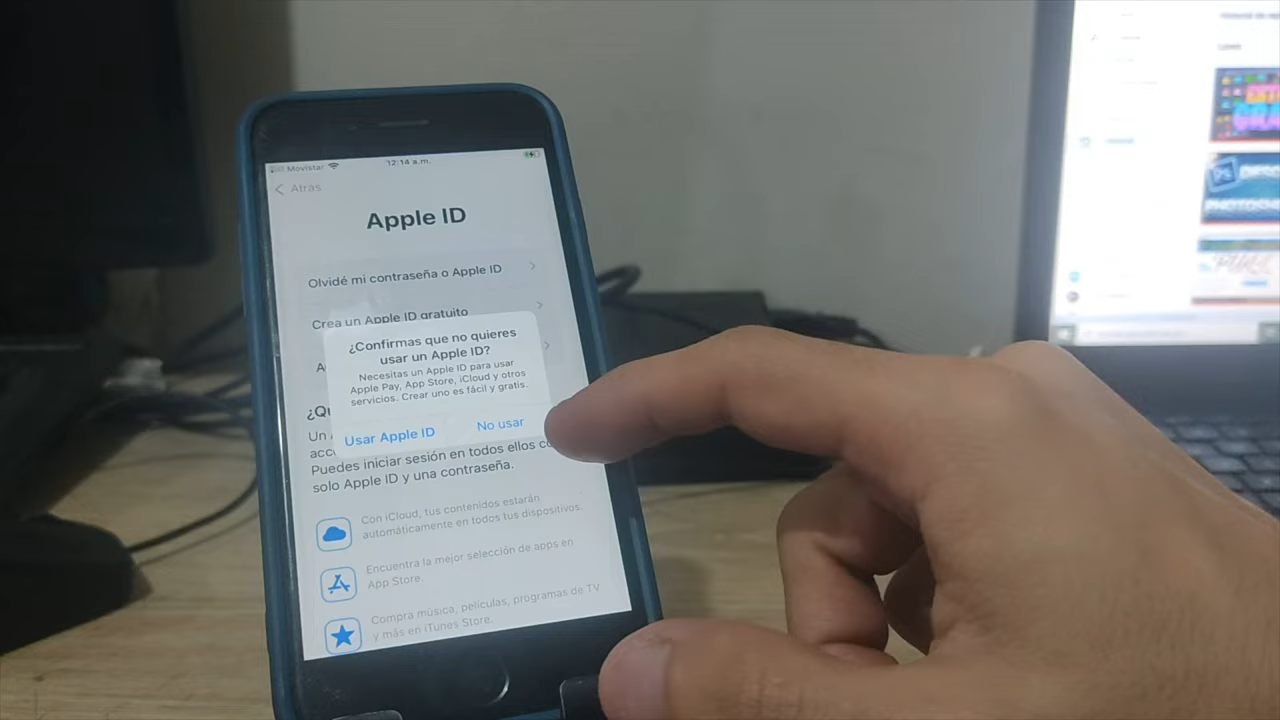 Movistar
12:14 a.m.
Atrás
Apple ID
Olvidé mi contraseña o Apple ID
Crea un Apple ID gratuito
¿Confirmas que no quieres
usar un Apple ID?
Necesitas un Apple ID para usar
Apple Pay, App Store, iCloud y otros
servicios. Crear uno es fácil y gratis.
Usar Apple ID
No usar
Un
Puedes iniciar sesión en todos ellos
solo Apple ID y una contraseña.
Con iCloud, tus contenidos estarán
automáticamente en todos tus dispositivos.
Encuentra la mejor selección de apps en
App Store.
Compra música, películas, programas de TV
y más en iTunes Store.